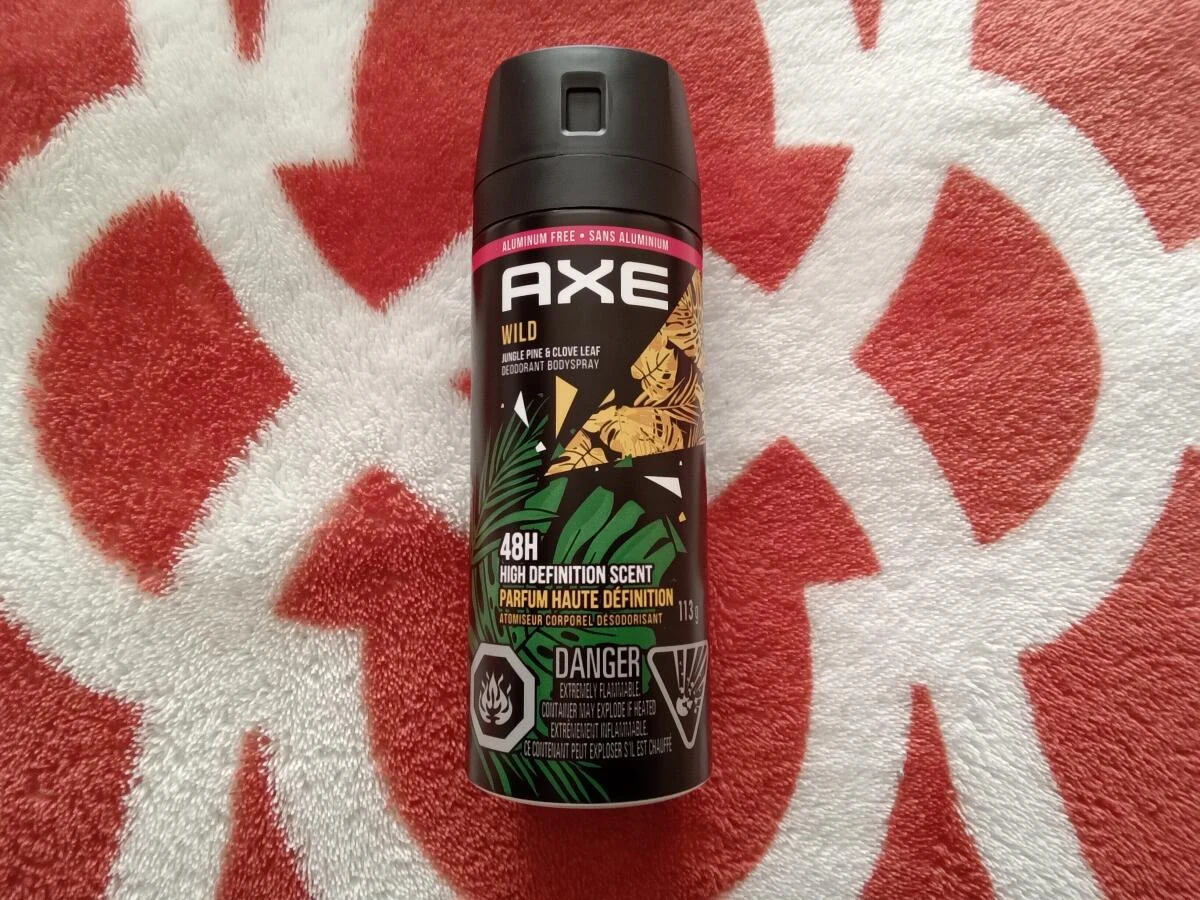 ALUMINUM FREE • SANS ALUMINIUM
AXE
WILD
JUNGLE PINE & CLOVE LEAF
DEODORANT BODYSPRAY
48H
HIGH DEFINITION SCENT
PARFUM HAUTE DÉFINITION
ATOMISEUR CORPOREL DÉSODORISANT
113 g
DANGER
EXTREMELY FLAMMABLE.
CONTAINER MAY EXPLODE IF HEATED
EXTRÊMEMENT INFLAMMABLE.
CE CONTENANT PEUT EXPLOSER S'IL EST CHAUFFÉ